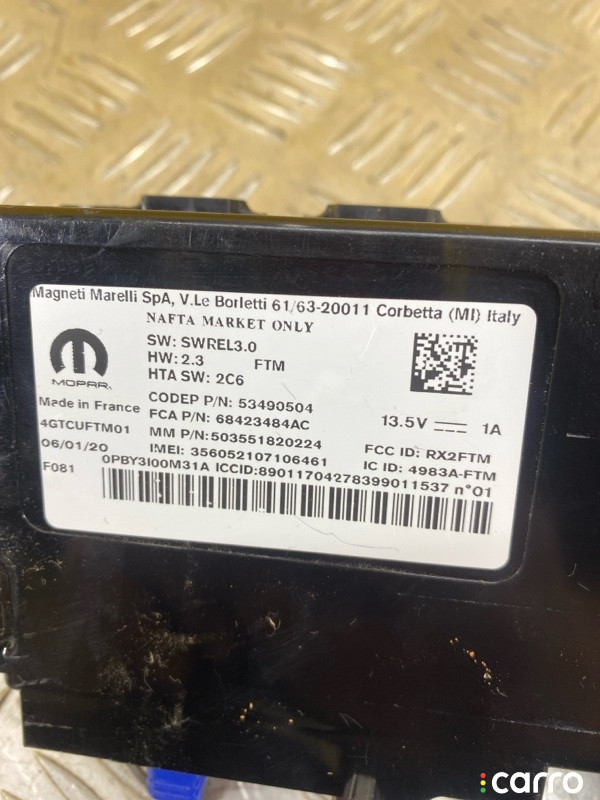 Magneti Marelli SpA, V.Le Borletti 61/63-20011 Corbetta (MI) Italy
NAFTA MARKET ONLY
SW: SWREL3.0
HW: 2.3 FTM
HTA SW: 2C6
MOPAR
CODEP P/N: 53490504
Made in France
FCA P/N: 68423484AC
13.5V 1A
4GTCUFTM01
MM P/N: 503551820224
FCC ID: RX2FTM
06/01/20
IMEI: 356052107106461
IC ID: 4983A-FTM
F081
0PBY3I00M31A ICCID:89011704278399011537 n°01
carro